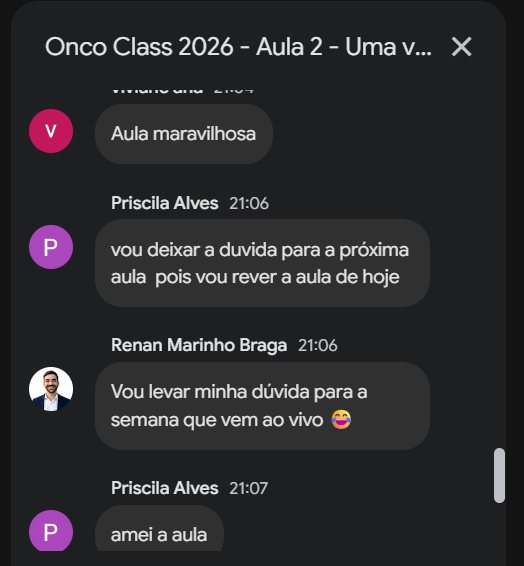 Onco Class 2026 - Aula 2 - Uma v...
V
Aula maravilhosa
Priscila Alves 21:06
P
vou deixar a duvida para a próxima
aula pois vou rever a aula de hoje
Renan Marinho Braga 21:06
Vou levar minha dúvida para a
semana que vem ao vivo 😂
Priscila Alves 21:07
P
amei a aula